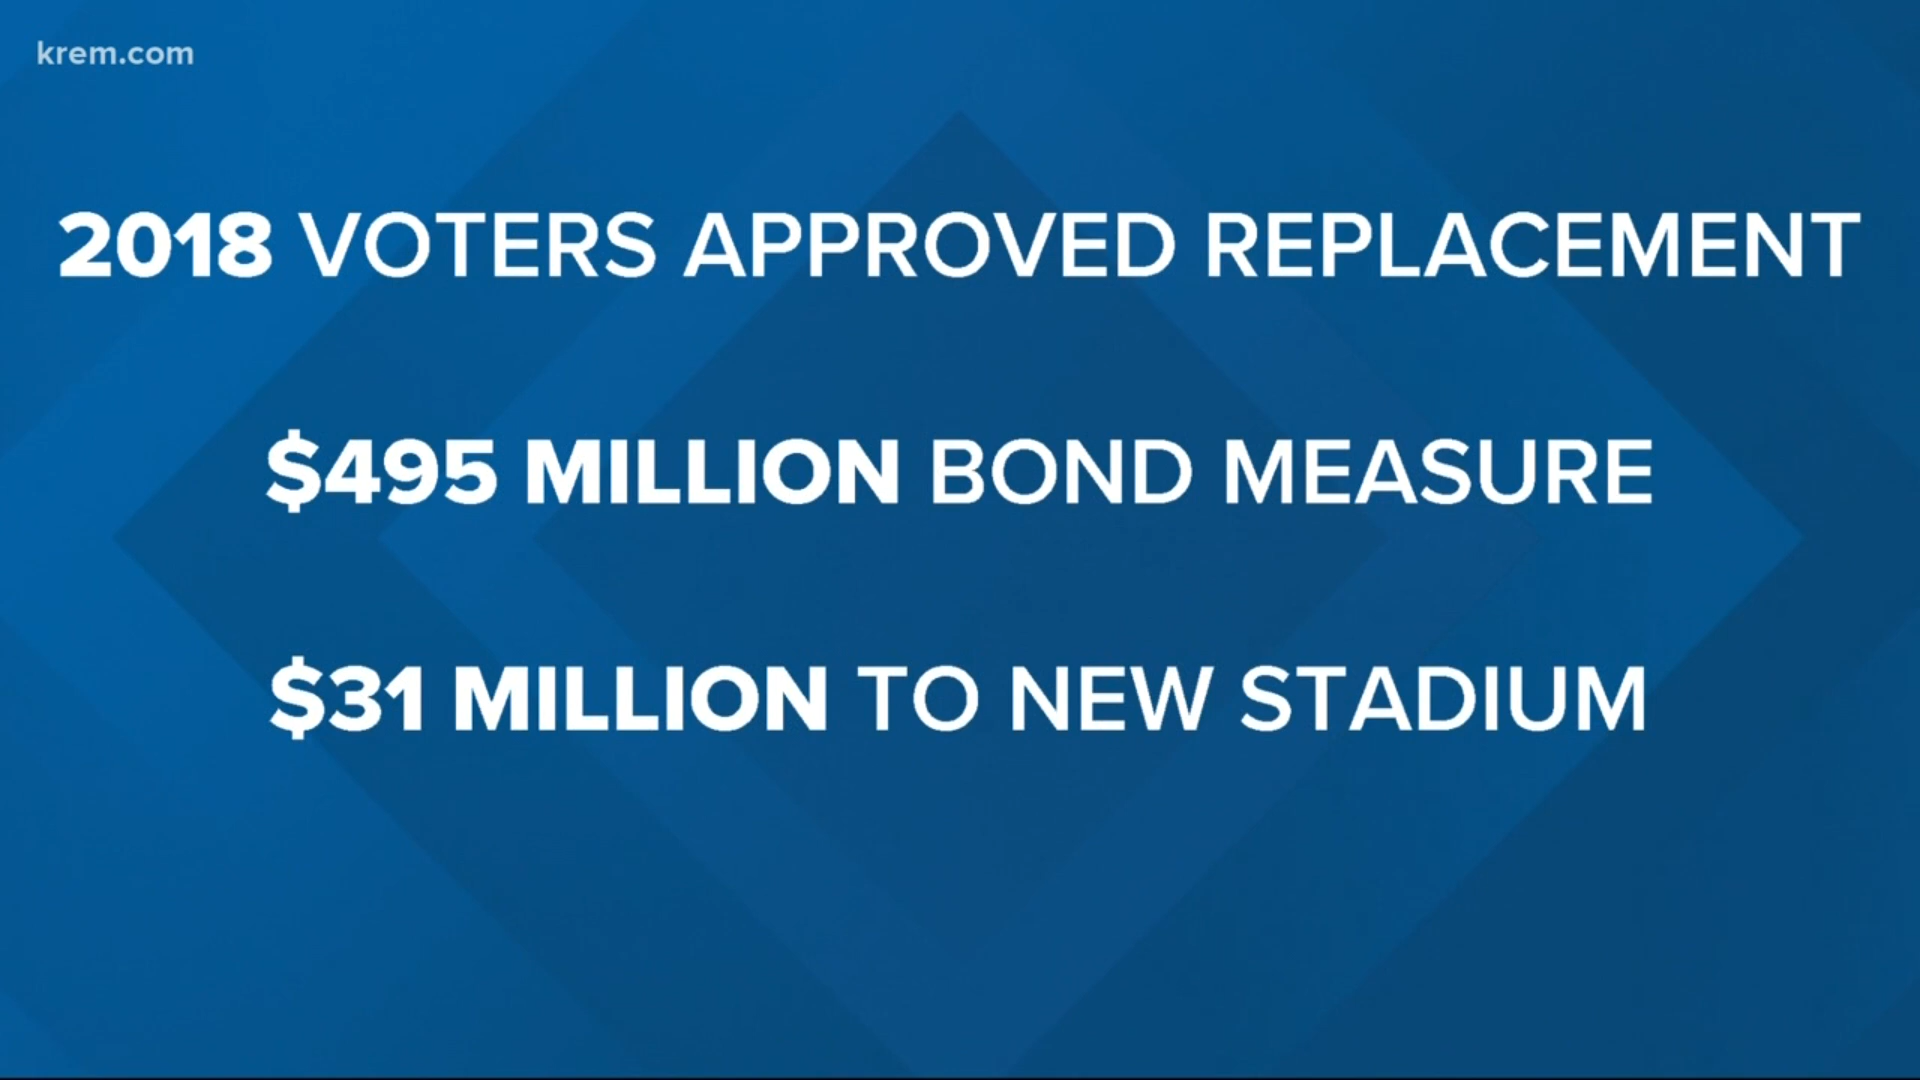 krem.com
2018 VOTERS APPROVED REPLACEMENT
$495 MILLION BOND MEASURE
$31 MILLION TO NEW STADIUM